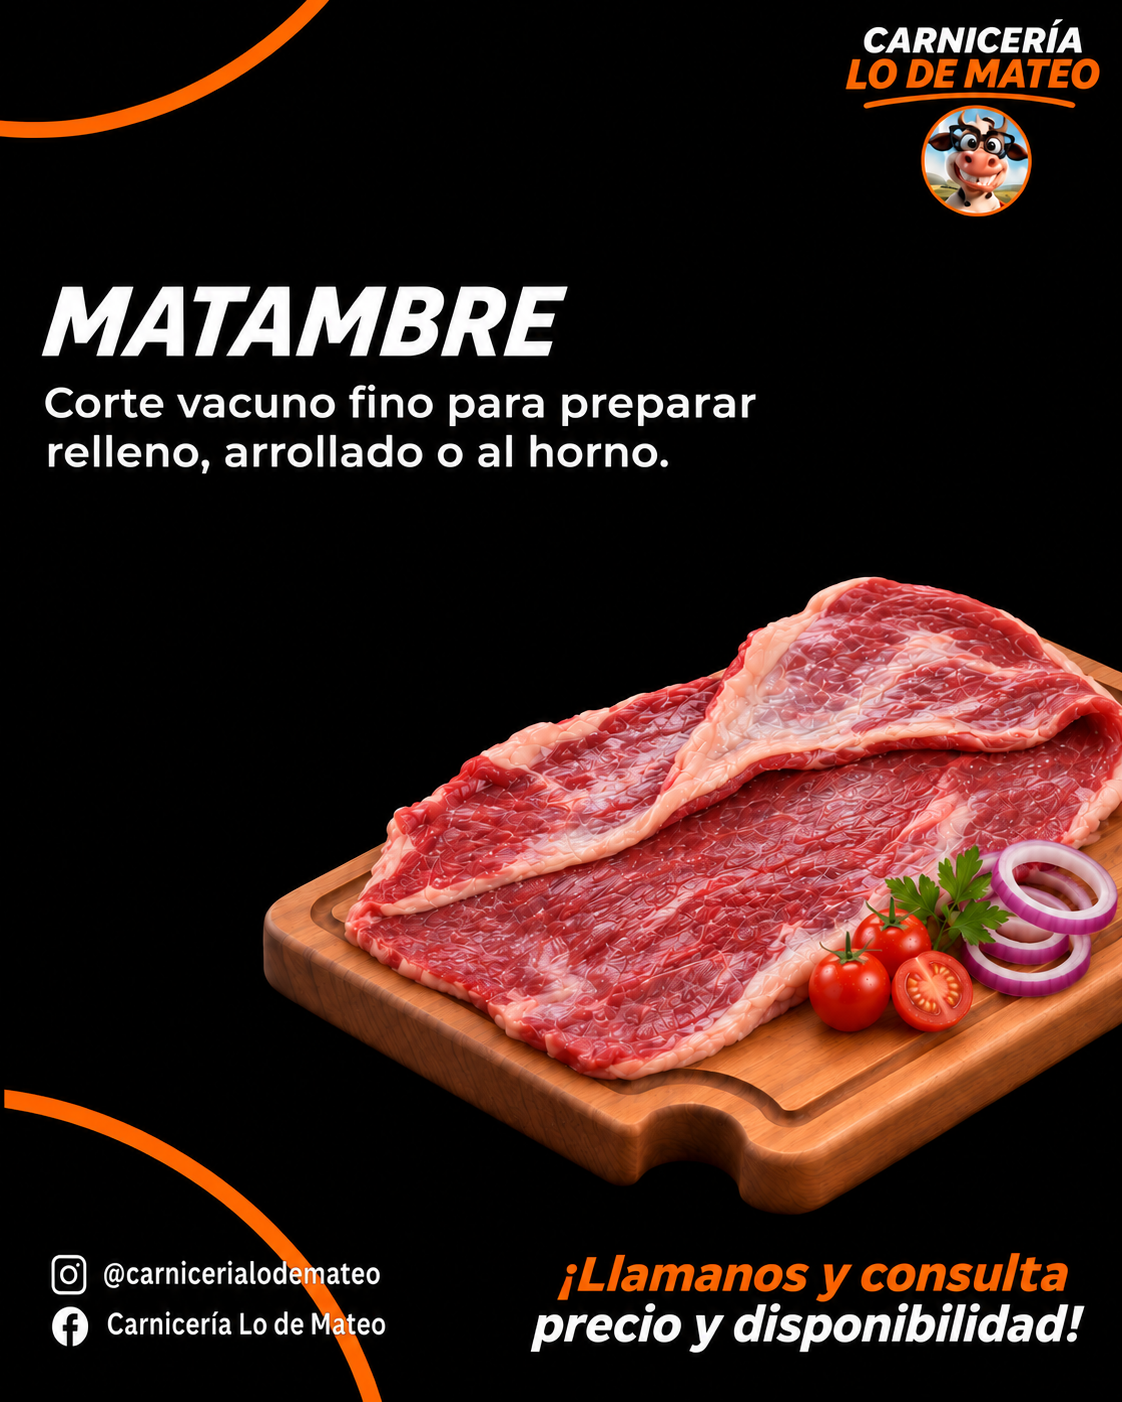 CARNICERÍA
LO DE MATEO
MATAMBRE
Corte vacuno fino para preparar
relleno, arrollado o al horno.
@carnicerialodemateo
Carnicería Lo de Mateo
¡Llamanos y consulta
precio y disponibilidad!